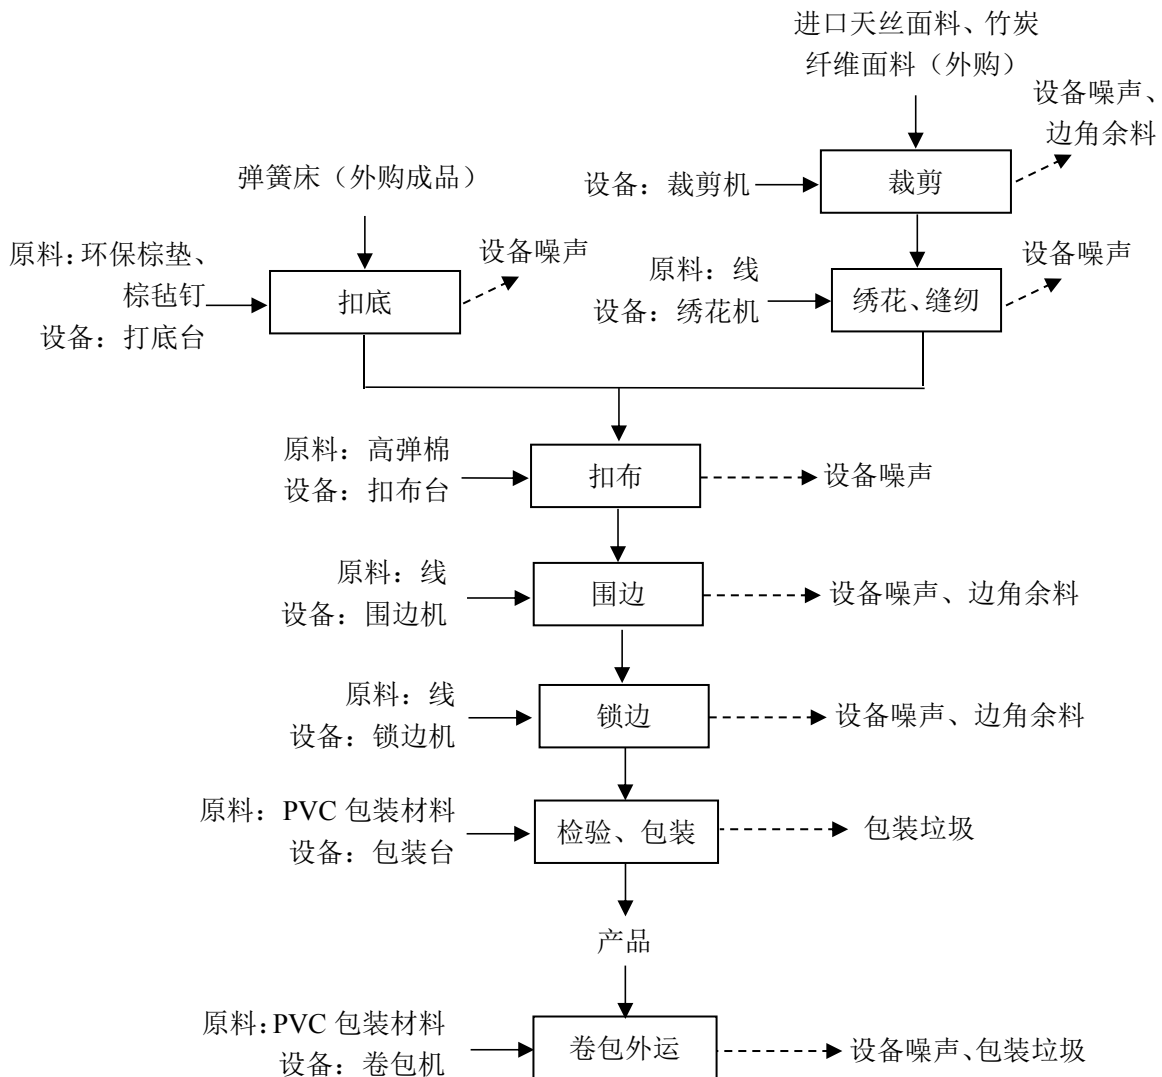 进口天丝面料、竹炭
纤维面料（外购）
设备噪声、
边角余料
设备：裁剪机
裁剪
弹簧床（外购成品）
原料：环保棕垫、
棕毡钉
设备：打底台
扣底
设备噪声
原料：线
设备：绣花机
绣花、缝纫
设备噪声
原料：高弹棉
设备：扣布台
扣布
设备噪声
原料：线
设备：围边机
围边
设备噪声、边角余料
原料：线
设备：锁边机
锁边
设备噪声、边角余料
原料：PVC 包装材料
设备：包装台
检验、包装
包装垃圾
产品
原料：PVC 包装材料
设备：卷包机
卷包外运
设备噪声、包装垃圾